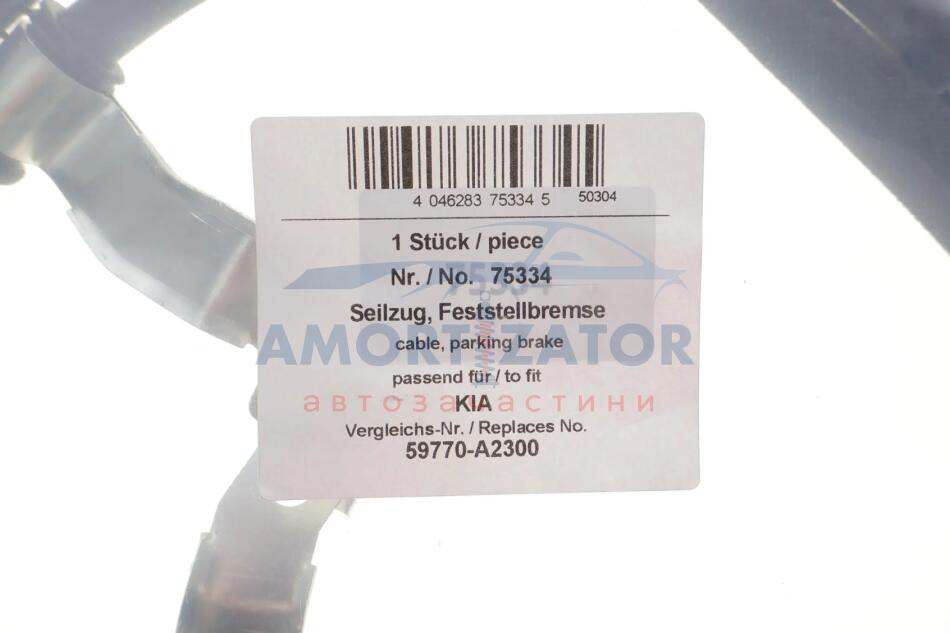 4 046283 75334 5 50304
1 Stück / piece
Nr. / No. 75334
75334
Seilzug, Feststellbremse
AMORTIZATOR
cable, parking brake
passend für / to fit
автозапчастини
KIA
Vergleichs-Nr. / Replaces No.
59770-A2300